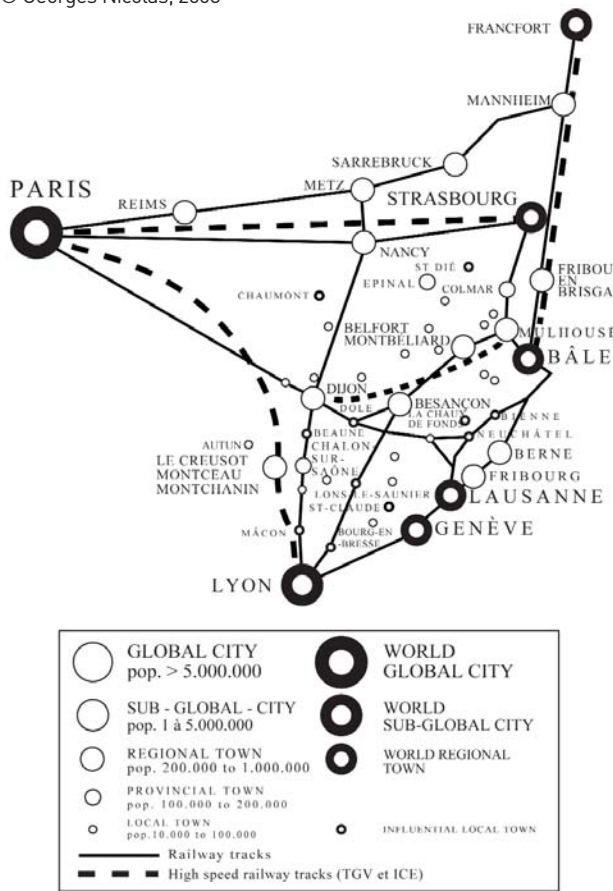 © Georges Nicolas, 2008
FRANCFORT
MANNHEIM
SARREBRUCK
METZ
PARIS
REIMS
STRASBOURG
NANCY
ST DIÉ
EPINAL
COLMAR
FRIBOU
EN
BRISGA
CHAUMONT
BELFORT
MONTBÉLIARD
MULHOUSE
BÂLE
DIJON
DOLE
BESANÇON
LA CHAUX
DE FONDS
BIENNE
NEUCHÂTEL
BEAUNE
AUTUN
CHALON-
SUR-
SAÔNE
BERNE
LE CREUSOT
MONTCEAU
MONTCHANIN
FRIBOURG
LAUSANNE
LONS-LE-SAUNIER
ST-CLAUDE
GENÈVE
MÂCON
BOURG-EN
-BRESSE
LYON
GLOBAL CITY
pop. > 5.000.000
WORLD
GLOBAL CITY
SUB - GLOBAL - CITY
pop. 1 à 5.000.000
WORLD
SUB-GLOBAL CITY
REGIONAL TOWN
pop. 200.000 to 1.000.000
WORLD REGIONAL
TOWN
PROVINCIAL TOWN
pop. 100.000 to 200.000
LOCAL TOWN
pop.10.000 to 100.000
INFLUENTIAL LOCAL TOWN
Railway tracks
High speed railway tracks (TGV et ICE)